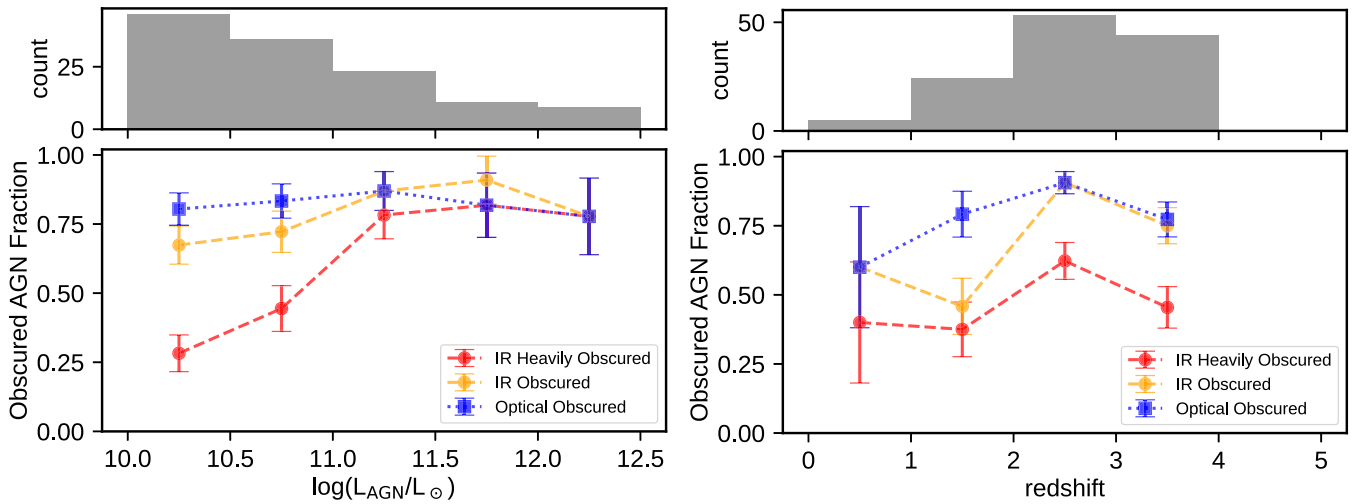 count
25
0
1.00
0.75
0.50
0.25
0.00
Obscured AGN Fraction
IR Heavily Obscured
IR Obscured
Optical Obscured
10.0 10.5 11.0 11.5 12.0 12.5
log(L_AGN/L_⊙)
count
50
0
1.00
0.75
0.50
0.25
0.00
Obscured AGN Fraction
IR Heavily Obscured
IR Obscured
Optical Obscured
0 1 2 3 4 5
redshift